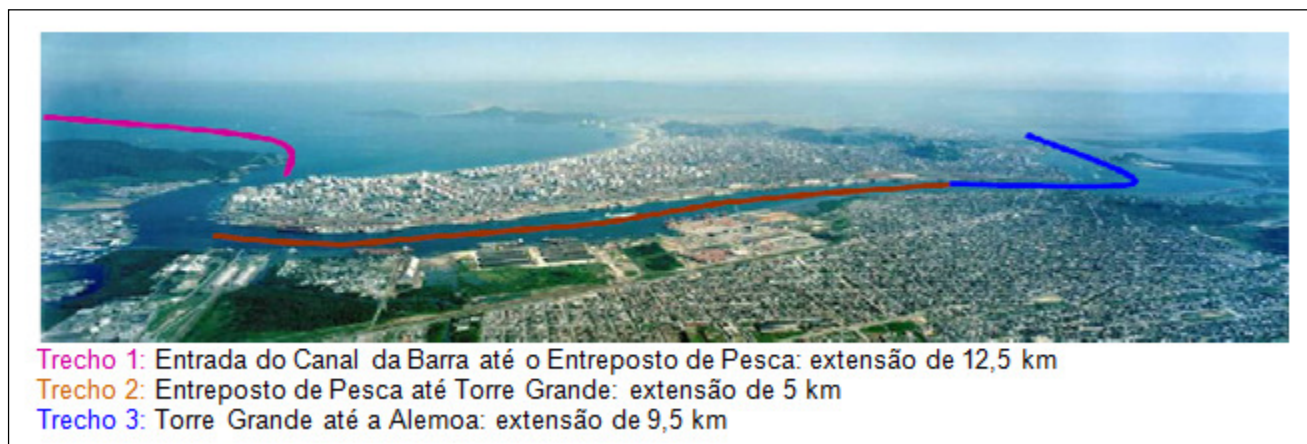 Trecho 1: Entrada do Canal da Barra até o Entreposto de Pesca: extensão de 12,5 km
Trecho 2: Entreposto de Pesca até Torre Grande: extensão de 5 km
Trecho 3: Torre Grande até a Alemoa: extensão de 9,5 km